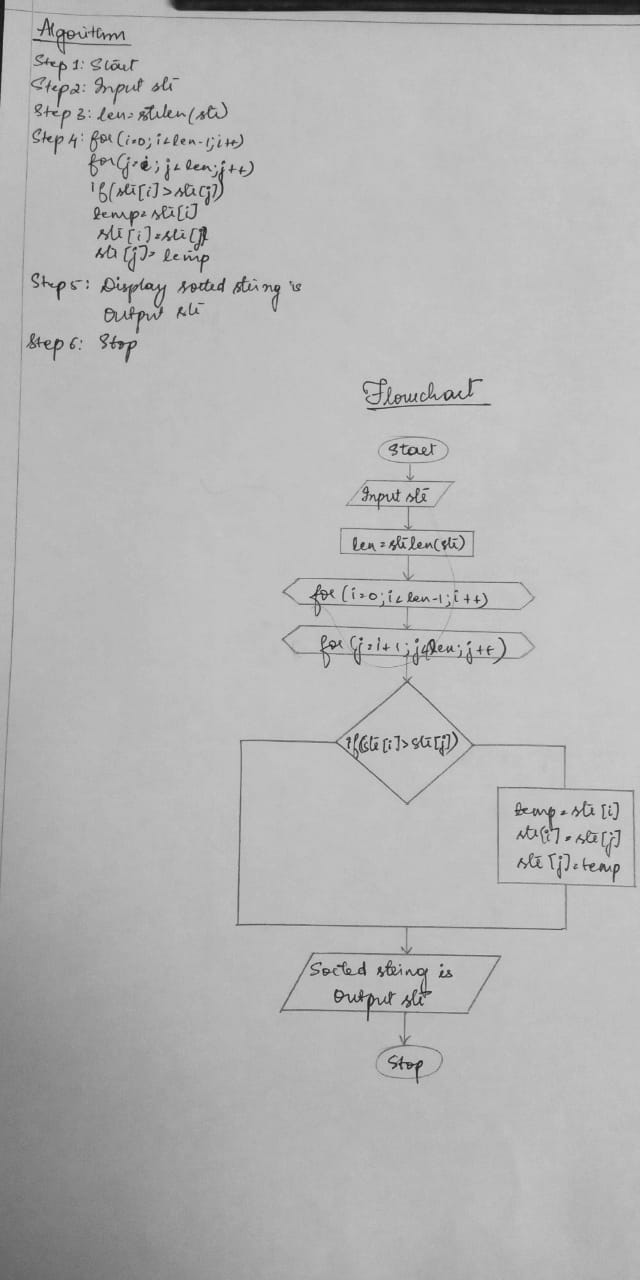 Algorithm
Step 1: Start
Step 2: Input str
Step 3: len=strlen(str)
Step 4: for(i=0;i<len-1;i++)
for(j=i;j<len;j++)
if(str[i]>str[j])
temp=str[i]
str[i]=str[j]
str[j]=temp
Step 5: Display sorted string is
output str
Step 6: Stop
Flowchart
Start
Input str
len=strlen(str)
for(i=0;i<len-1;i++)
for(j=i+1;j<len;j++)
if(str[i]>str[j])
temp=str[i]
str[i]=str[j]
str[j]=temp
Sorted string is
output str
Stop